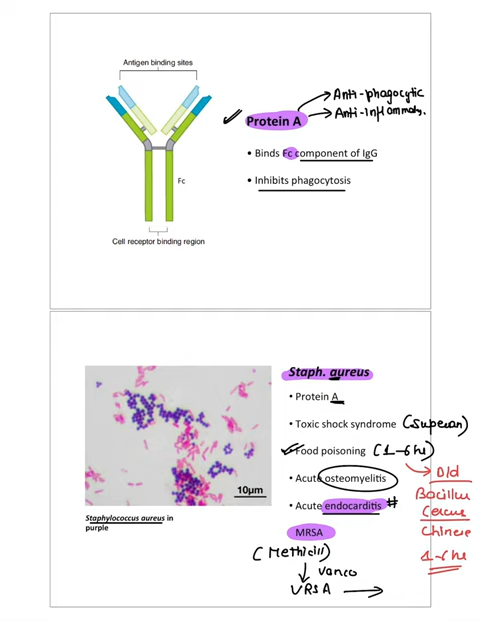 Antigen binding sites
Fc
Cell receptor binding region
Protein A
Anti-phagocytic
Anti-inflammatory.
• Binds Fc component of IgG
• Inhibits phagocytosis
10µm
Staphylococcus aureus in
purple
Staph. aureus
• Protein A
• Toxic shock syndrome (superan)
• Food poisoning (1-6 hr)
• Acute osteomyelitis
• Acute endocarditis #
MRSA
(Methicill)
vanco
VRSA
D/d
Bacillus
Cereus
Chinese
1-6 hr